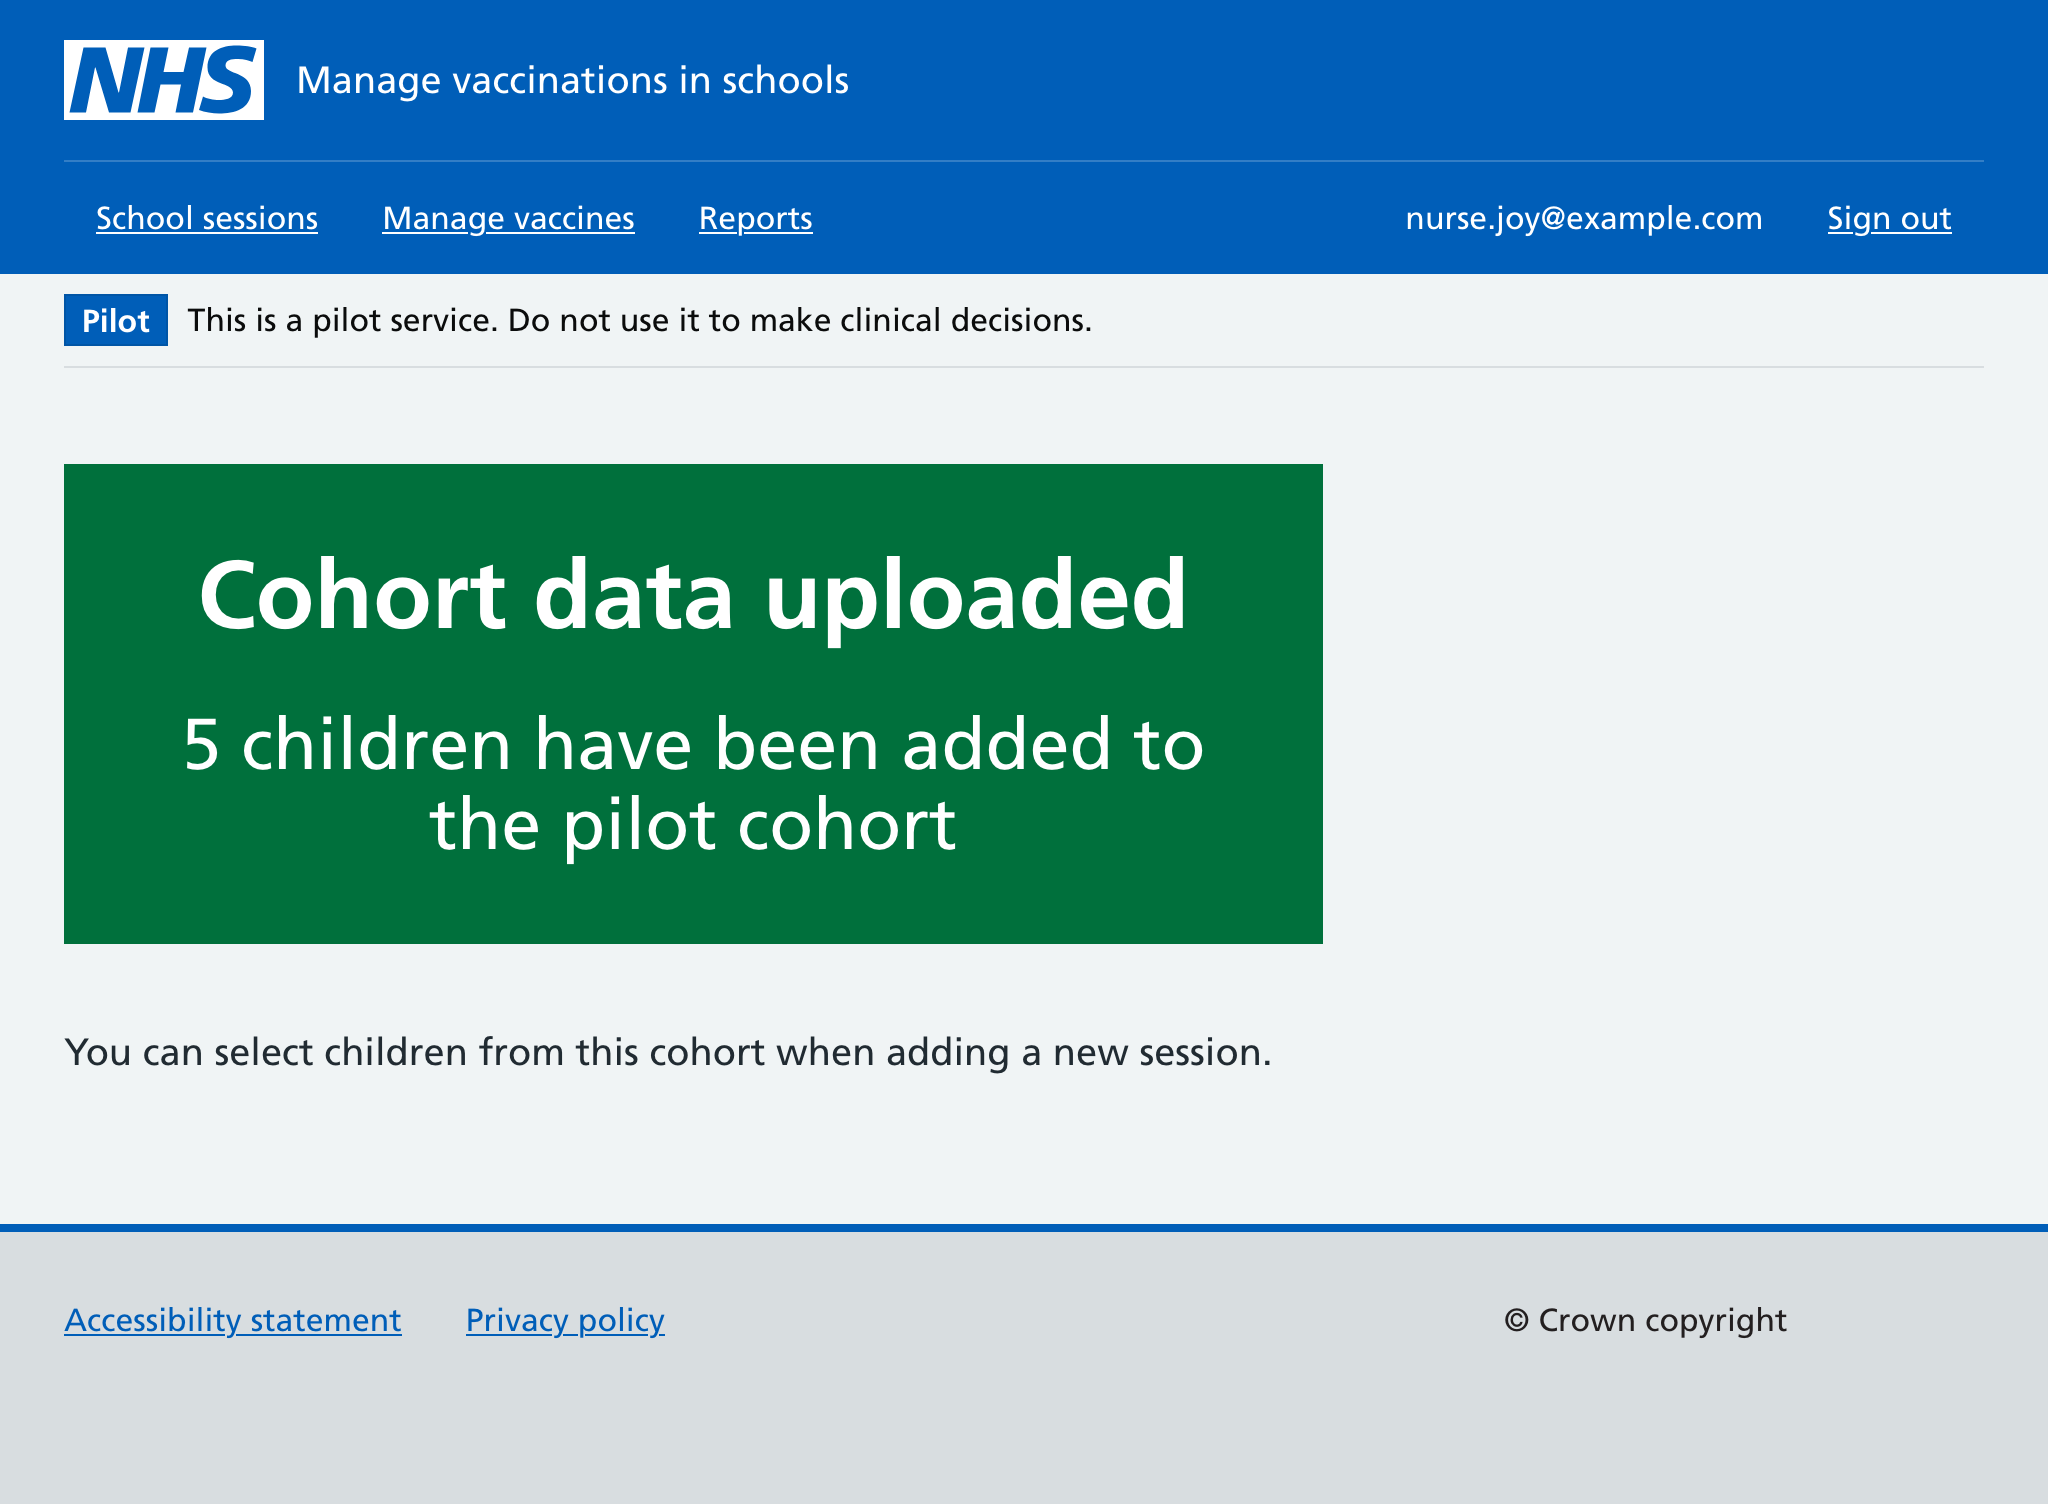 NHS Manage vaccinations in schools
School sessions Manage vaccines Reports nurse.joy@example.com Sign out
Pilot This is a pilot service. Do not use it to make clinical decisions.
Cohort data uploaded
5 children have been added to
the pilot cohort
You can select children from this cohort when adding a new session.
Accessibility statement Privacy policy © Crown copyright